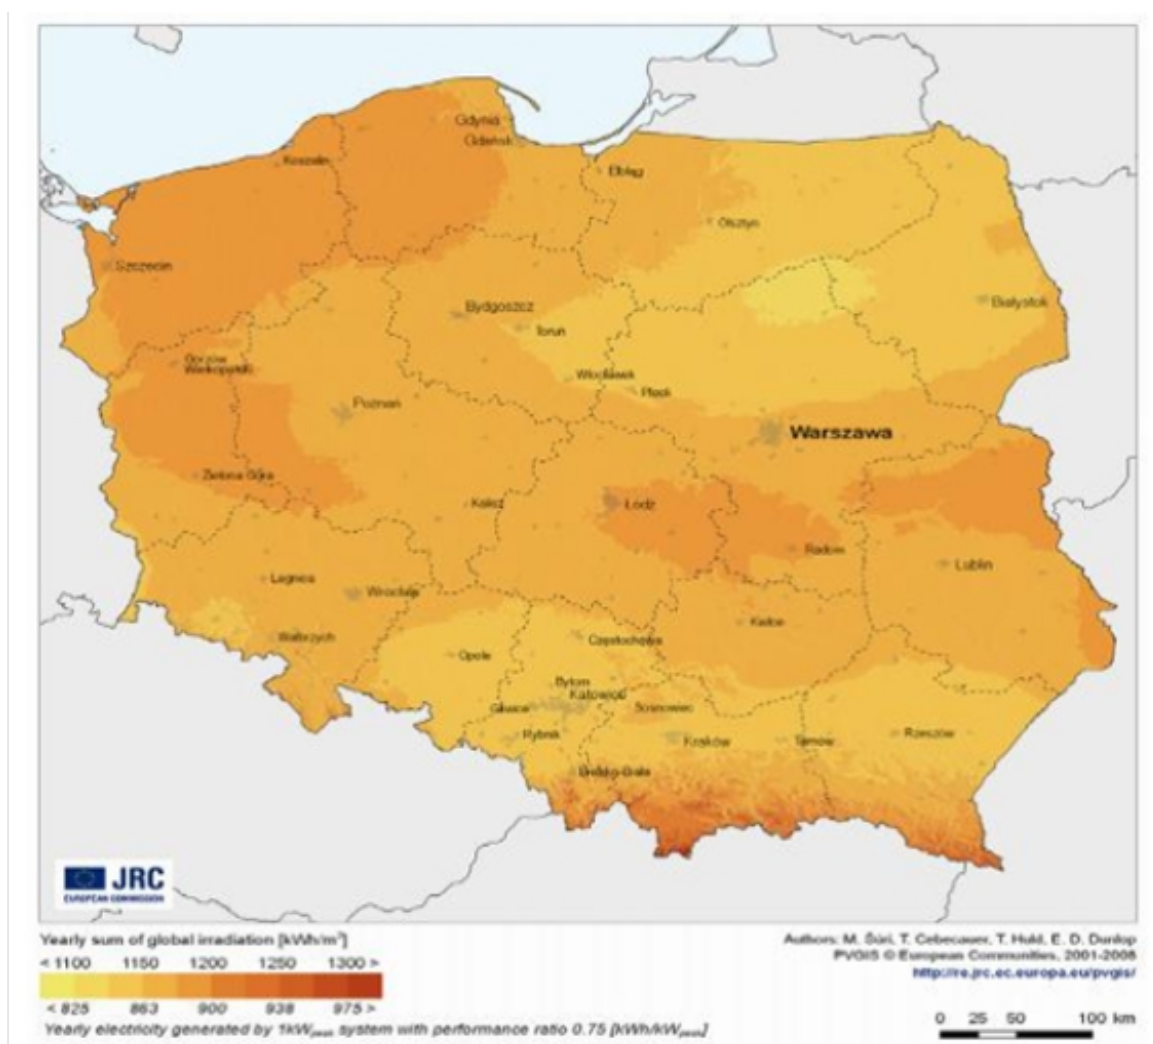 Gdynia
Gdańsk
Koszalin
Elbląg
Olsztyn
Szczecin
Białystok
Bydgoszcz
Toruń
Gorzów
Wielkopolski
Włocławek
Płock
Poznań
Warszawa
Zielona Góra
Kalisz
Łódź
Radom
Lublin
Legnica
Wrocław
Kielce
Wałbrzych
Częstochowa
Opole
Bytom
Katowice
Gliwice
Sosnowiec
Rybnik
Kraków
Tarnów
Rzeszów
Bielsko-Biała
JRC
EUROPEAN COMMISSION
Yearly sum of global irradiation [kWh/m²]
< 1100 1150 1200 1250 1300 >
< 825 863 900 938 975 >
Yearly electricity generated by 1kWpeak system with performance ratio 0.75 [kWh/kWpeak]
Authors: M. Šúri, T. Cebecauer, T. Huld, E. D. Dunlop
PVGIS © European Communities, 2001-2008
http://re.jrc.ec.europa.eu/pvgis/
0 25 50 100 km